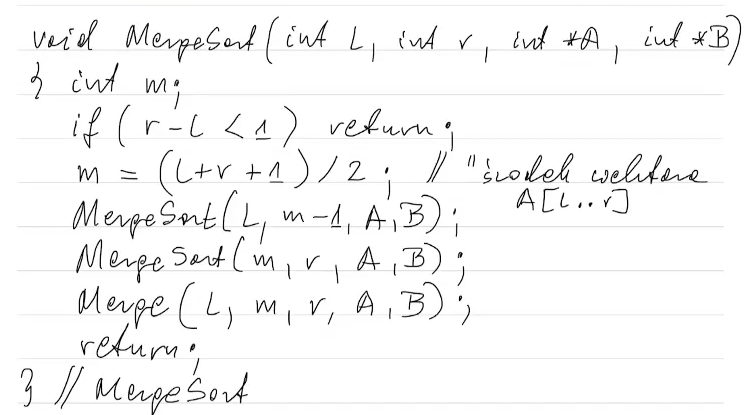 void MergeSort(int L, int r, int *A, int *B)
{ int m;
if (r-L < 1) return;
m = (L+r+1)/2; // "środek wektora
A[L..r]
MergeSort(L, m-1, A, B);
MergeSort(m, r, A, B);
Merge(L, m, r, A, B);
return;
} // MergeSort